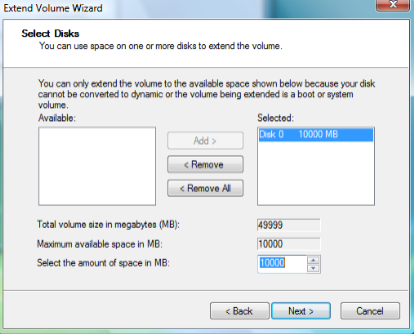 Extend Volume Wizard
Select Disks
You can use space on one or more disks to extend the volume.
You can only extend the volume to the available space shown below because your disk
cannot be converted to dynamic or the volume being extended is a boot or system
volume.
Available: Selected:
Add > Disk 0 10000 MB
< Remove
< Remove All
Total volume size in megabytes (MB): 49999
Maximum available space in MB: 10000
Select the amount of space in MB: 10000
< Back Next > Cancel